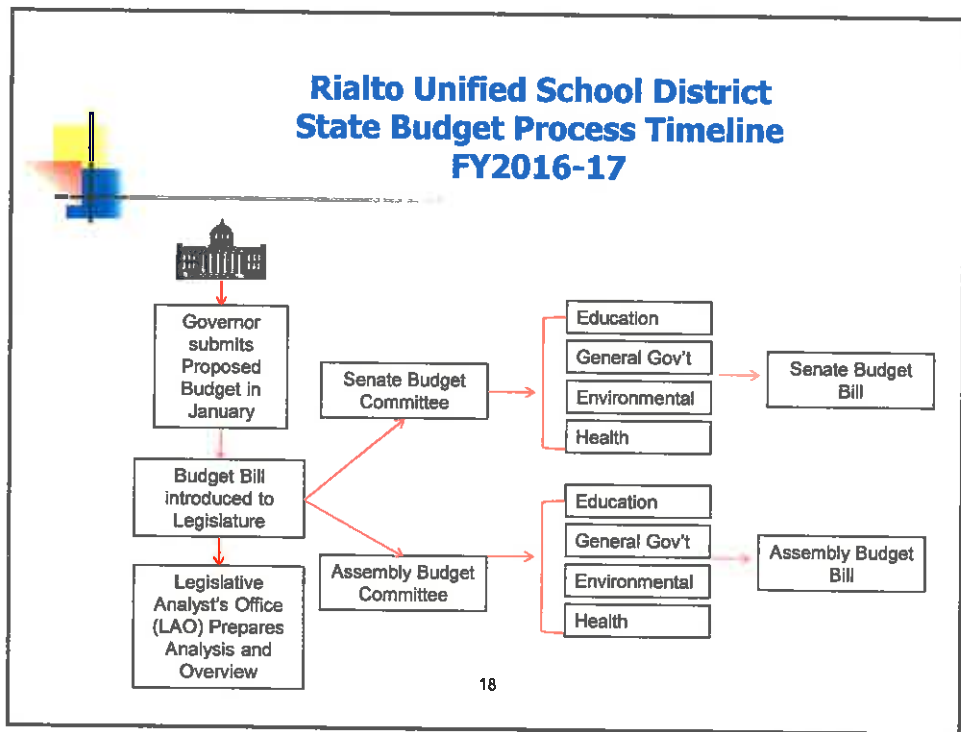 Rialto Unified School District
State Budget Process Timeline
FY2016-17
Governor
submits
Proposed
Budget in
January
Budget Bill
introduced to
Legislature
Legislative
Analyst's Office
(LAO) Prepares
Analysis and
Overview
Senate Budget
Committee
Education
General Gov't
Environmental
Health
Senate Budget
Bill
Assembly Budget
Committee
Education
General Gov't
Environmental
Health
Assembly Budget
Bill
18